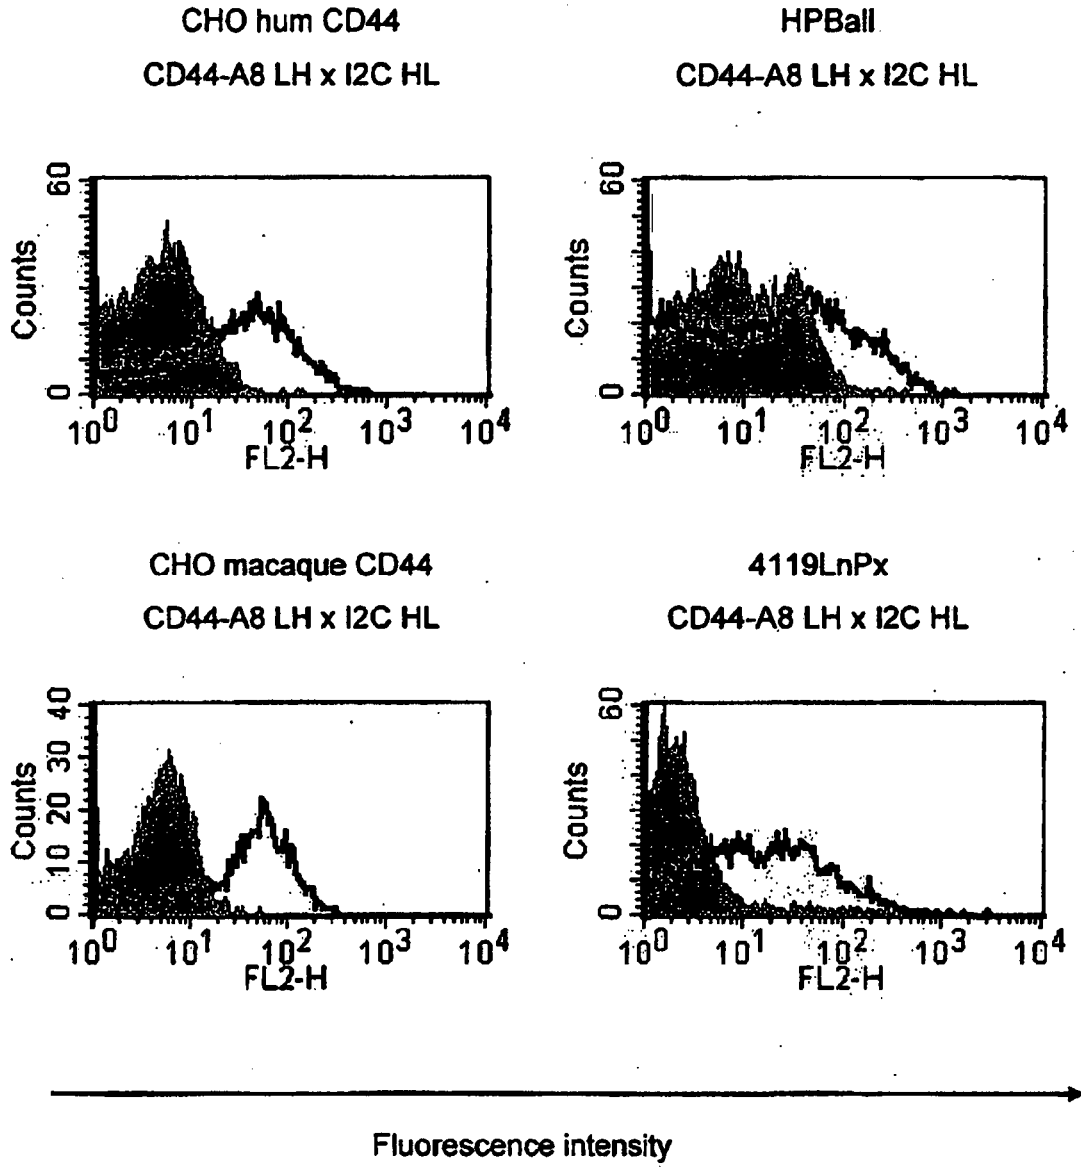 CHO hum CD44
CD44-A8 LH x I2C HL
60
Counts
0
10^0 10^1 10^2 10^3 10^4
FL2-H
HPBall
CD44-A8 LH x I2C HL
60
Counts
0
10^0 10^1 10^2 10^3 10^4
FL2-H
CHO macaque CD44
CD44-A8 LH x I2C HL
40
30
20
10
0
Counts
10^0 10^1 10^2 10^3 10^4
FL2-H
4119LnPx
CD44-A8 LH x I2C HL
60
Counts
0
10^0 10^1 10^2 10^3 10^4
FL2-H
Fluorescence intensity